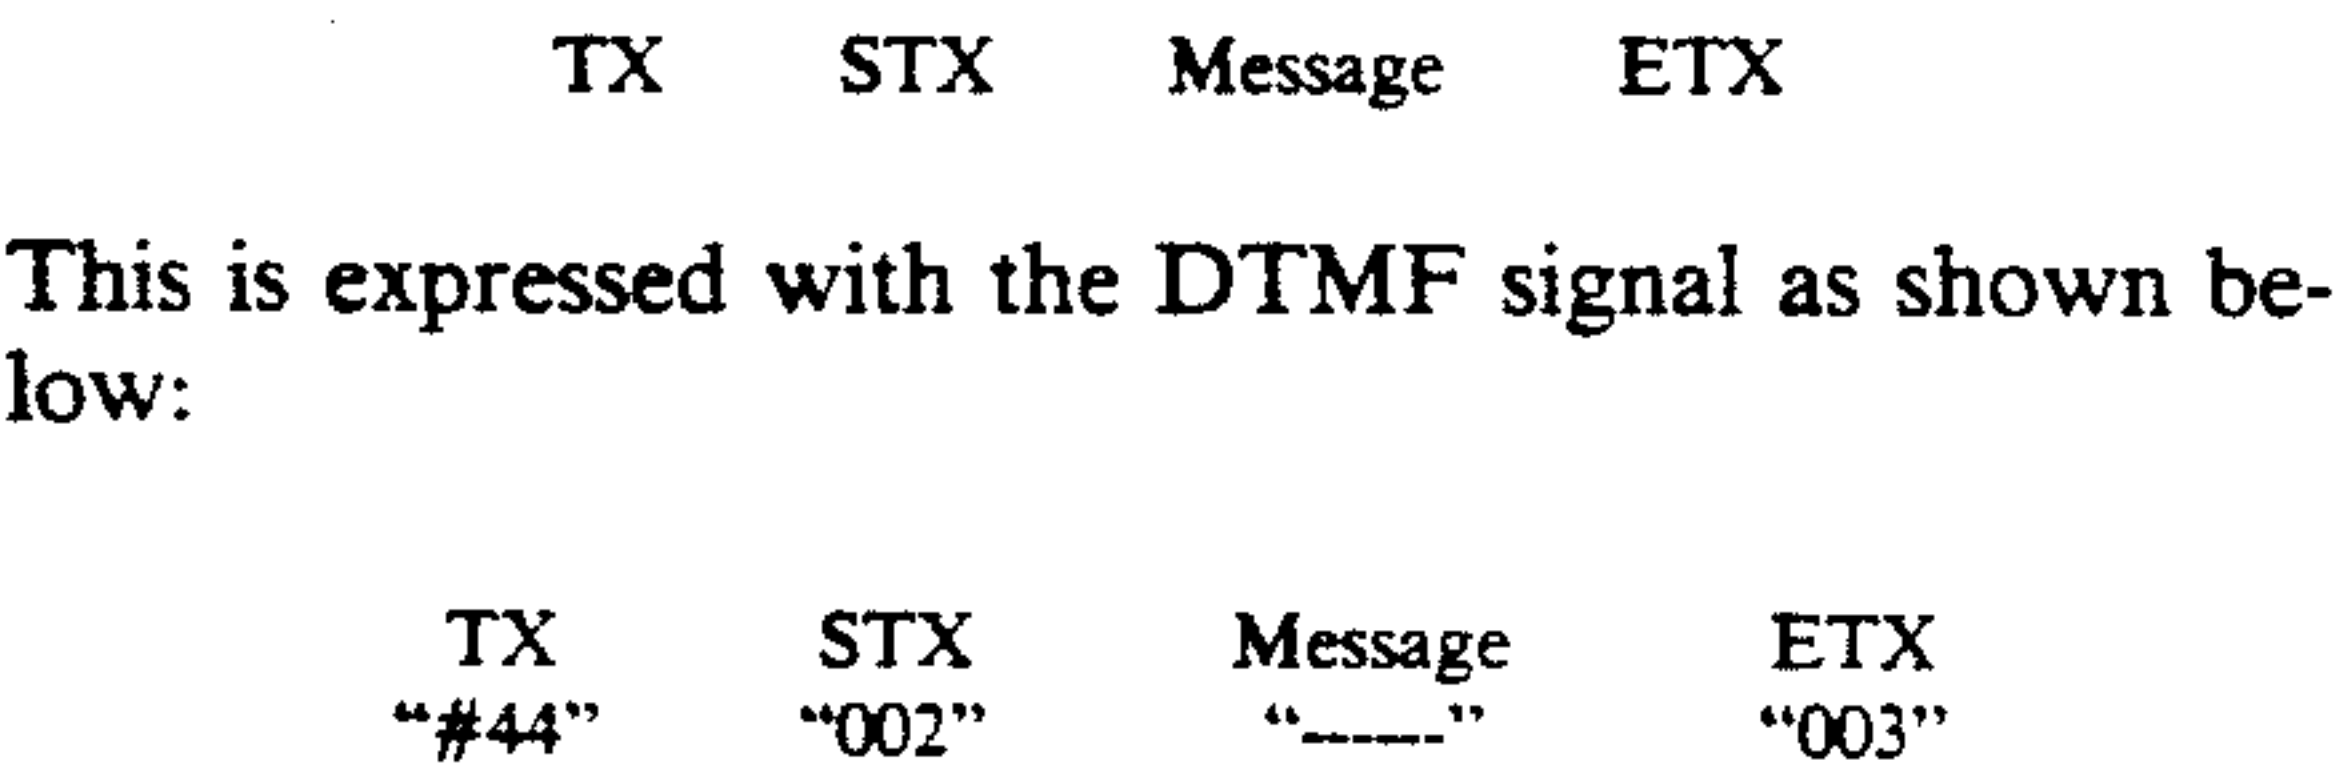 TX STX Message ETX
This is expressed with the DTMF signal as shown be-
low:
TX STX Message ETX
“#44” “002” “------” “003”